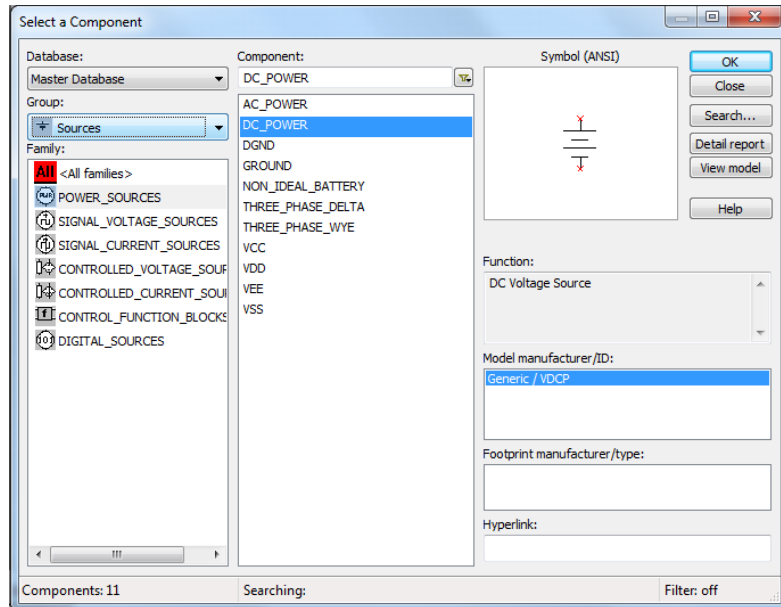 Select a Component
Database:
Master Database
Group:
Sources
Family:
All <All families>
POWER_SOURCES
SIGNAL_VOLTAGE_SOURCES
SIGNAL_CURRENT_SOURCES
CONTROLLED_VOLTAGE_SOUF
CONTROLLED_CURRENT_SOUI
CONTROL_FUNCTION_BLOCKS
DIGITAL_SOURCES
Component:
DC_POWER
AC_POWER
DC_POWER
DGND
GROUND
NON_IDEAL_BATTERY
THREE_PHASE_DELTA
THREE_PHASE_WYE
VCC
VDD
VEE
VSS
Symbol (ANSI)
OK
Close
Search...
Detail report
View model
Help
Function:
DC Voltage Source
Model manufacturer/ID:
Generic / VDCP
Footprint manufacturer/type:
Hyperlink:
Components: 11
Searching:
Filter: off